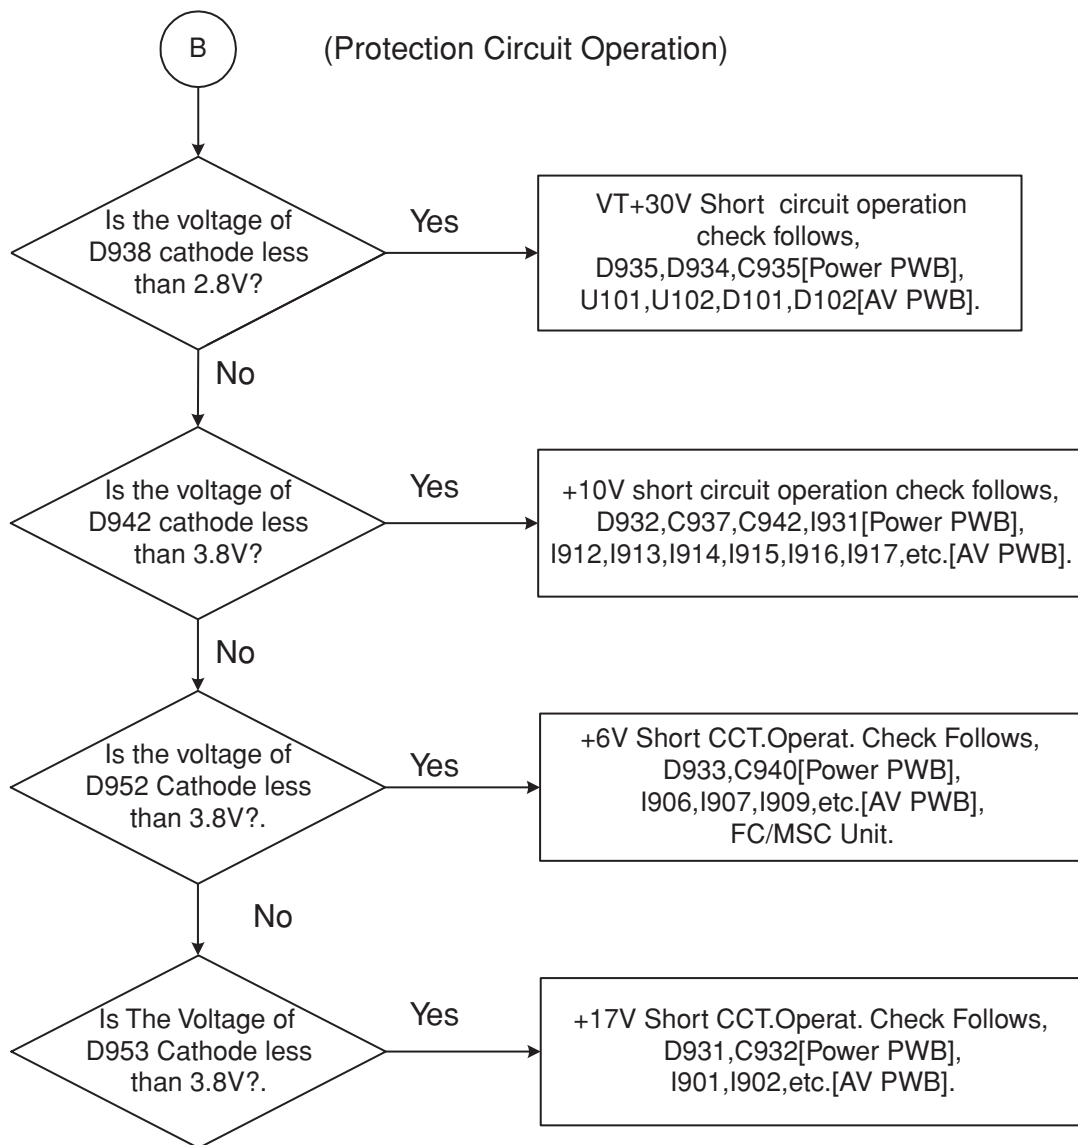 B
(Protection Circuit Operation)
Is the voltage of
D938 cathode less
than 2.8V?
Yes
VT+30V Short circuit operation
check follows,
D935,D934,C935[Power PWB],
U101,U102,D101,D102[AV PWB].
No
Is the voltage of
D942 cathode less
than 3.8V?
Yes
+10V short circuit operation check follows,
D932,C937,C942,I931[Power PWB],
I912,I913,I914,I915,I916,I917,etc.[AV PWB].
No
Is the voltage of
D952 Cathode less
than 3.8V?.
Yes
+6V Short CCT.Operat. Check Follows,
D933,C940[Power PWB],
I906,I907,I909,etc.[AV PWB],
FC/MSC Unit.
No
Is The Voltage of
D953 Cathode less
than 3.8V?.
Yes
+17V Short CCT.Operat. Check Follows,
D931,C932[Power PWB],
I901,I902,etc.[AV PWB].